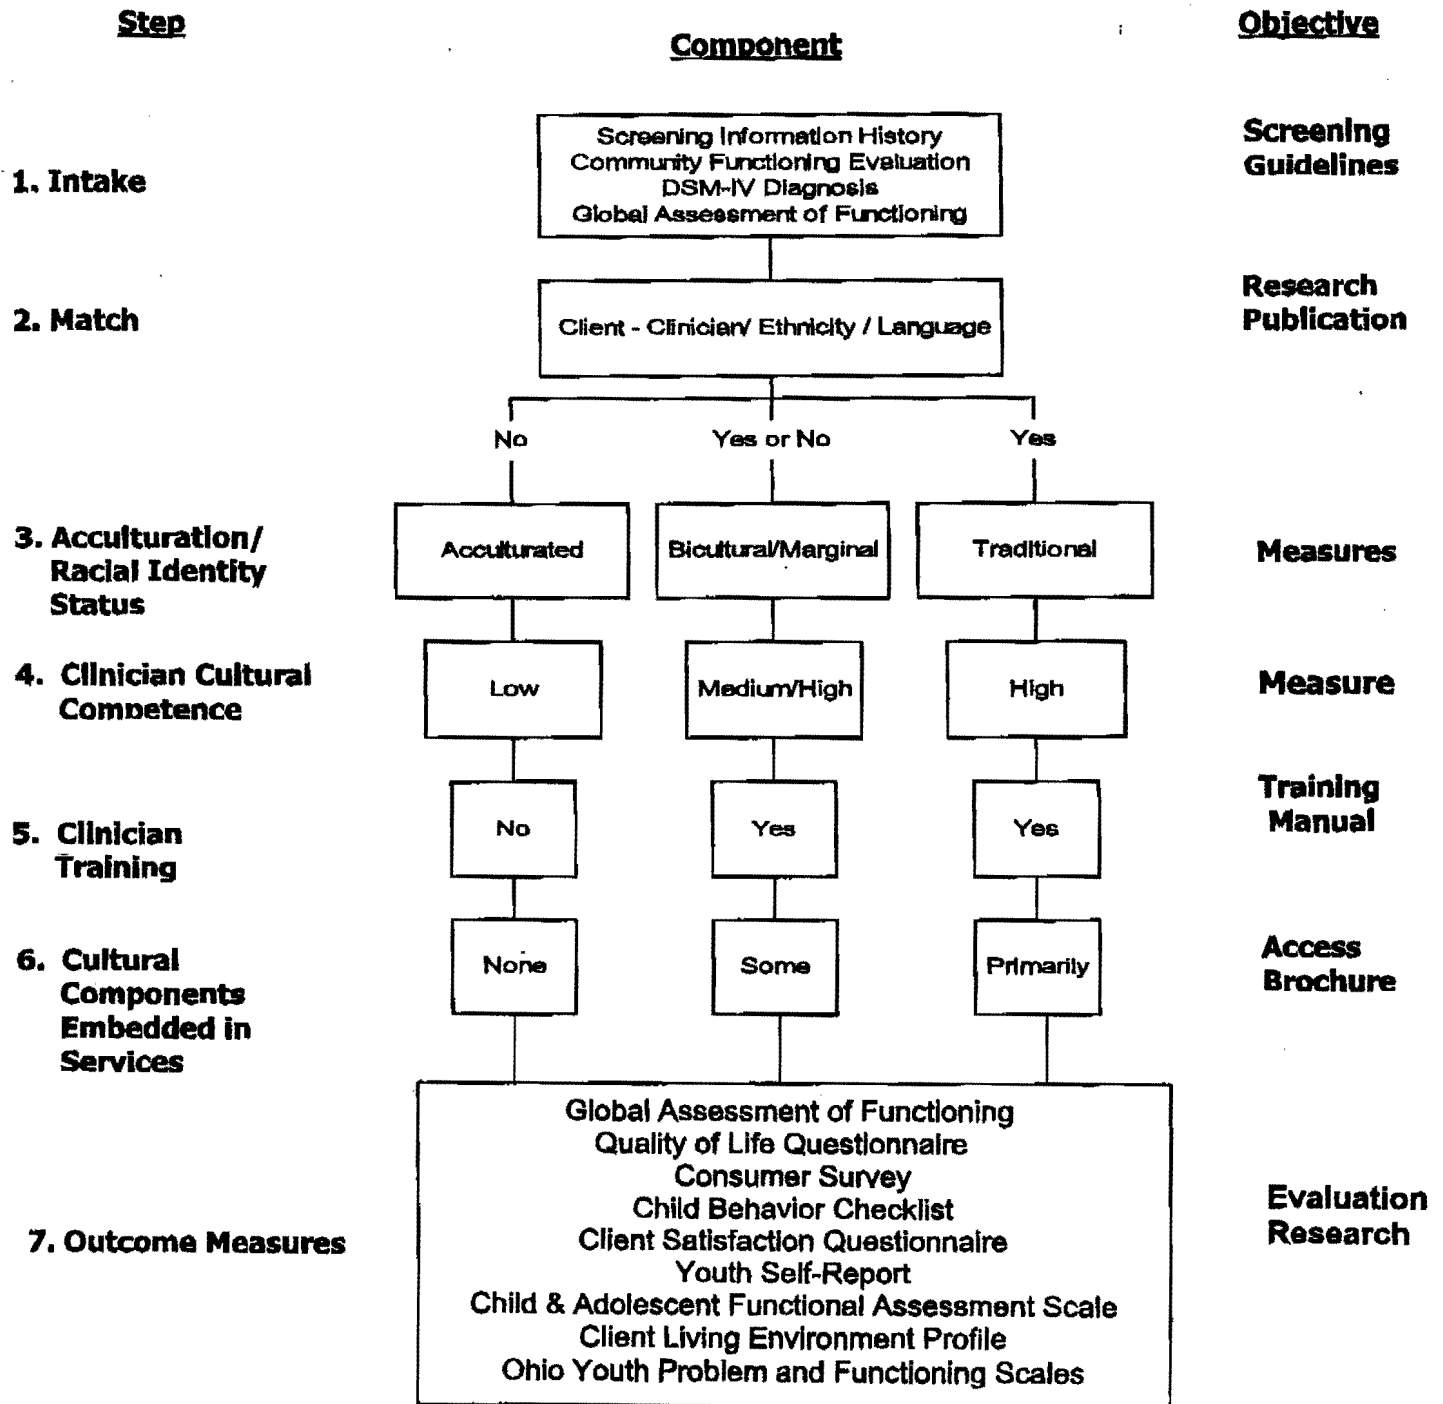 Step
Component
Objective
Screening Information History
Community Functioning Evaluation
DSM-IV Diagnosis
Global Assessment of Functioning
1. Intake
Screening
Guidelines
2. Match
Client - Clinician/ Ethnicity / Language
Research
Publication
No
Yes or No
Yes
3. Acculturation/
Racial Identity
Status
Acculturated
Bicultural/Marginal
Traditional
Measures
4. Clinician Cultural
Competence
Low
Medium/High
High
Measure
5. Clinician
Training
No
Yes
Yes
Training
Manual
6. Cultural
Components
Embedded in
Services
None
Some
Primarily
Access
Brochure
7. Outcome Measures
Global Assessment of Functioning
Quality of Life Questionnaire
Consumer Survey
Child Behavior Checklist
Client Satisfaction Questionnaire
Youth Self-Report
Child & Adolescent Functional Assessment Scale
Client Living Environment Profile
Ohio Youth Problem and Functioning Scales
Evaluation
Research